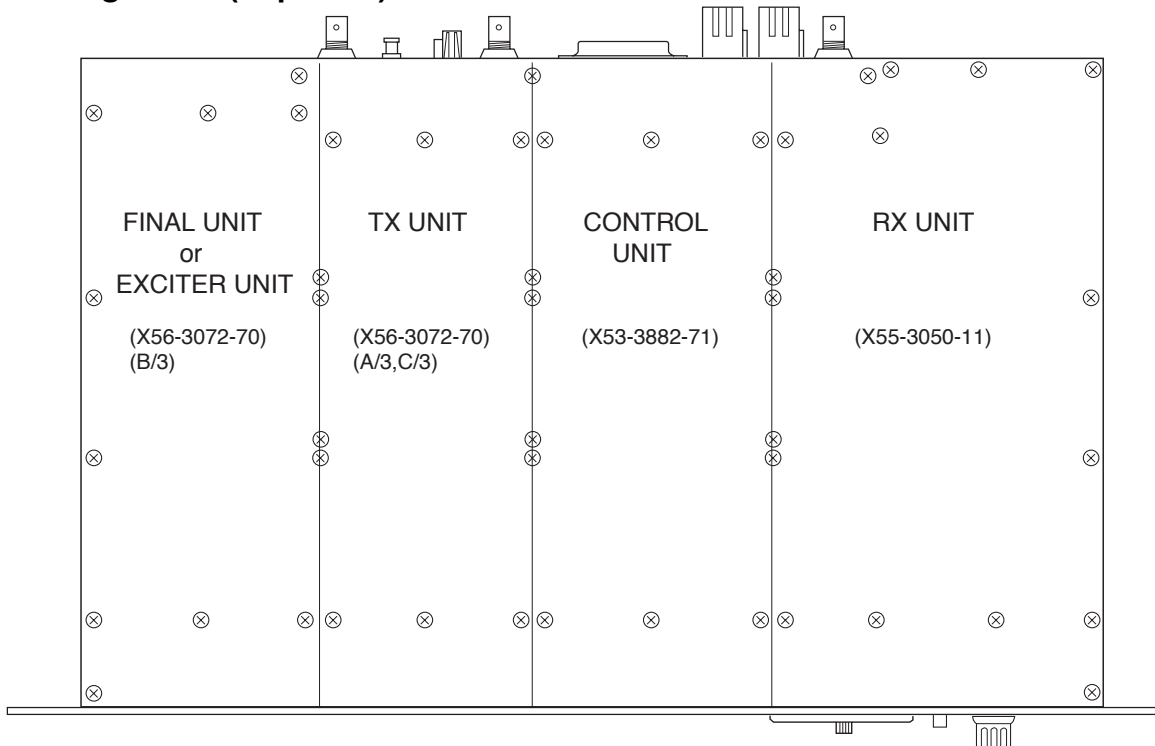 FINAL UNIT
or
EXCITER UNIT
(X56-3072-70)
(B/3)
TX UNIT
(X56-3072-70)
(A/3,C/3)
CONTROL
UNIT
(X53-3882-71)
RX UNIT
(X55-3050-11)